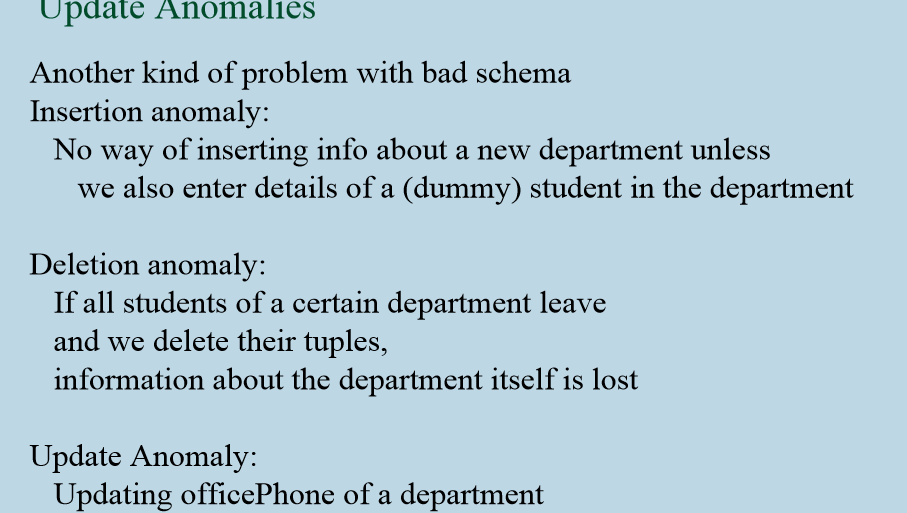 Update Anomalies
Another kind of problem with bad schema
Insertion anomaly:
No way of inserting info about a new department unless
we also enter details of a (dummy) student in the department
Deletion anomaly:
If all students of a certain department leave
and we delete their tuples,
information about the department itself is lost
Update Anomaly:
Updating officePhone of a department